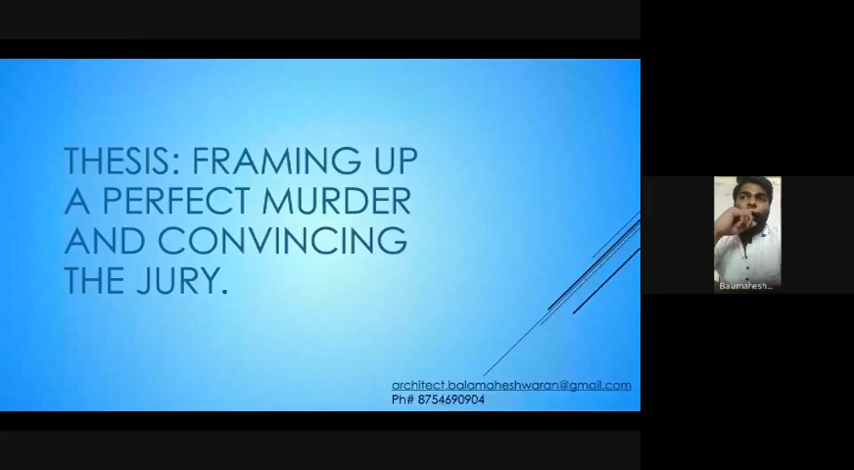 THESIS: FRAMING UP
A PERFECT MURDER
AND CONVINCING
THE JURY.
architect.balamaheshwaran@gmail.com
Ph# 8754690904
Balamahesh...